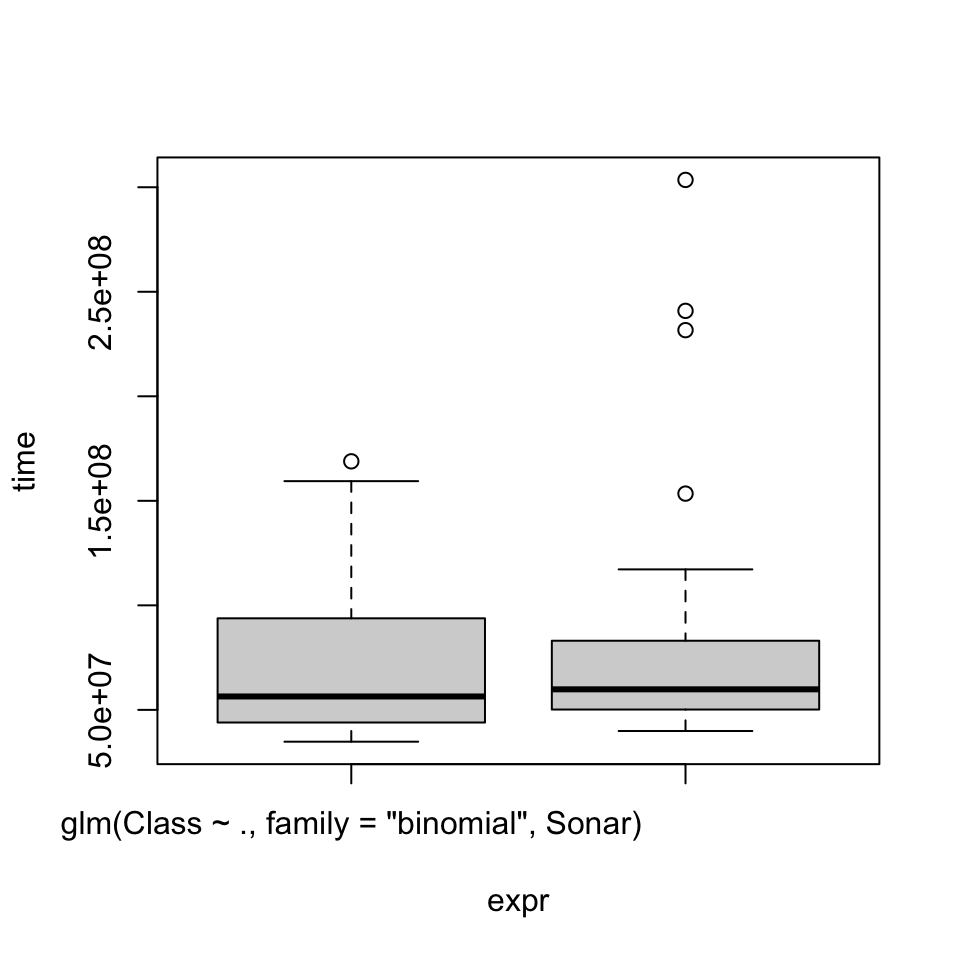 2.5e+08
1.5e+08
5.0e+07
time
glm(Class ~ ., family = "binomial", Sonar)
expr